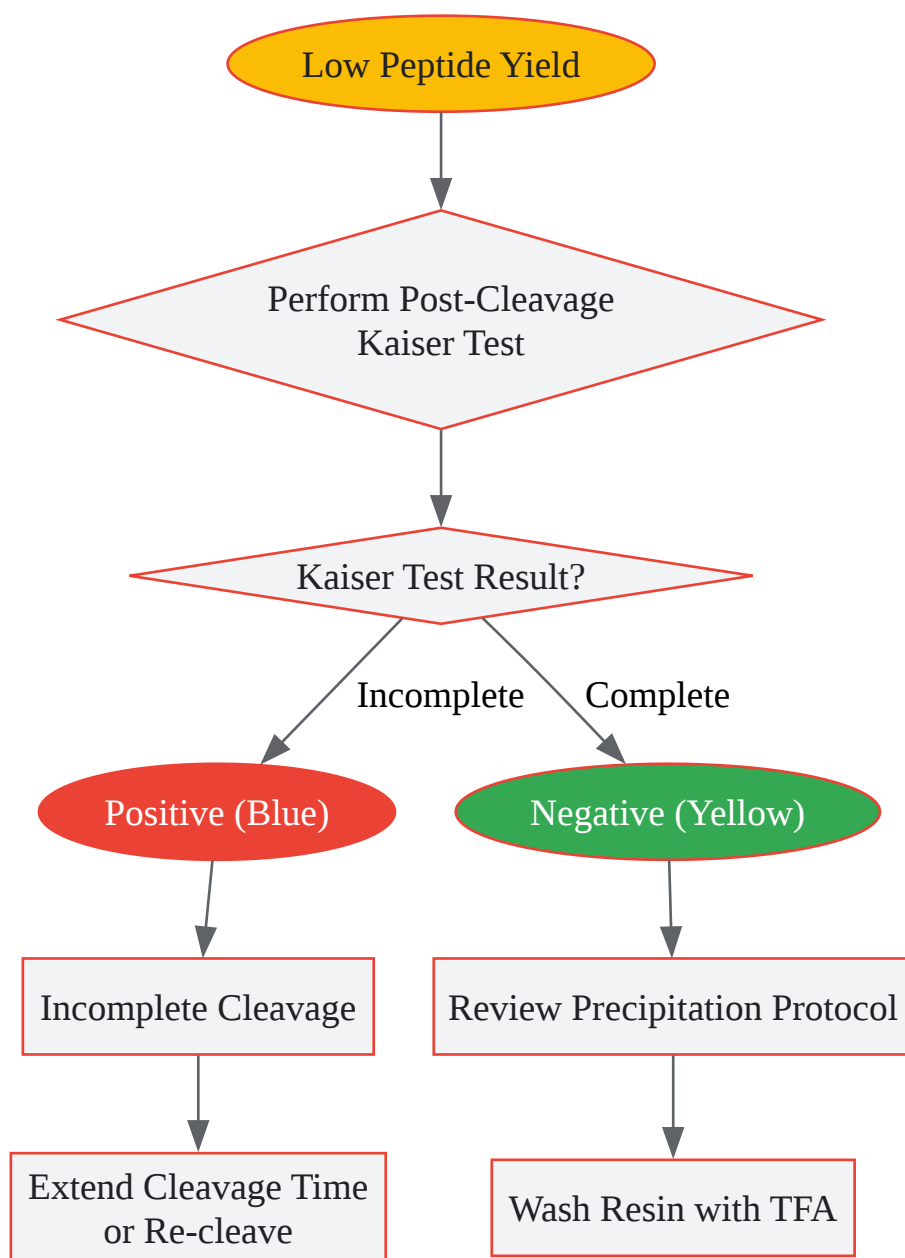 Low Peptide Yield
Perform Post-Cleavage
Kaiser Test
Kaiser Test Result?
Incomplete
Complete
Positive (Blue)
Negative (Yellow)
Incomplete Cleavage
Review Precipitation Protocol
Extend Cleavage Time
or Re-cleave
Wash Resin with TFA